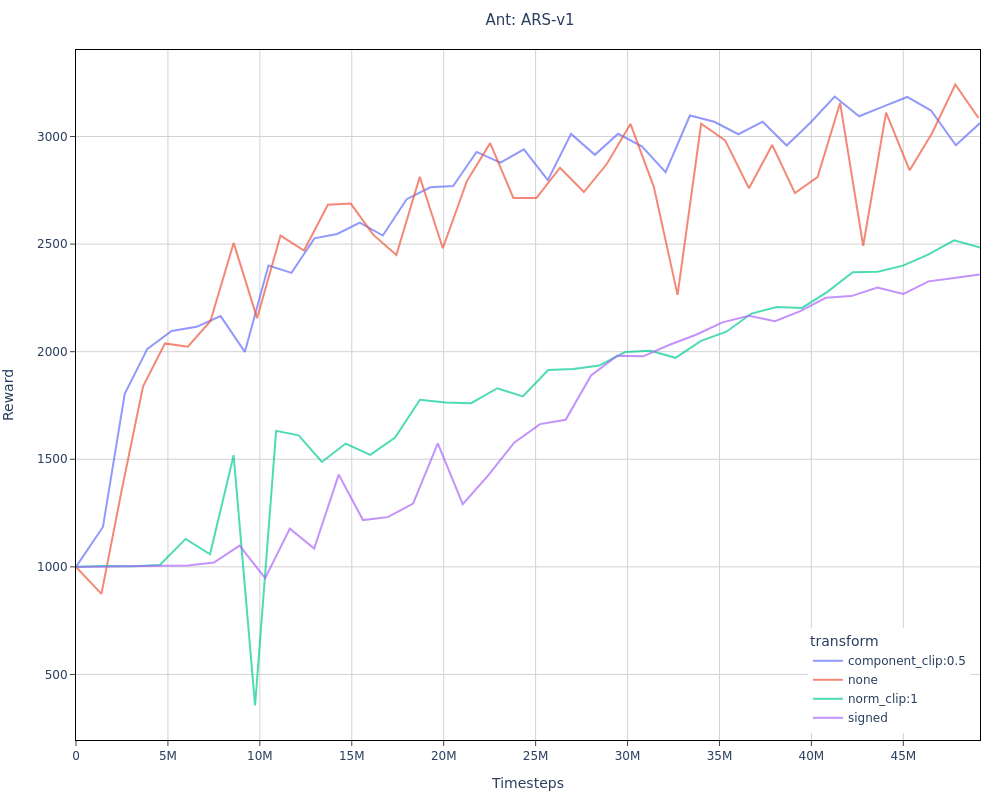 Ant: ARS-v1
Reward
3000
2500
2000
1500
1000
500
0
5M
10M
15M
20M
25M
30M
35M
40M
45M
Timesteps
transform
component_clip:0.5
none
norm_clip:1
signed